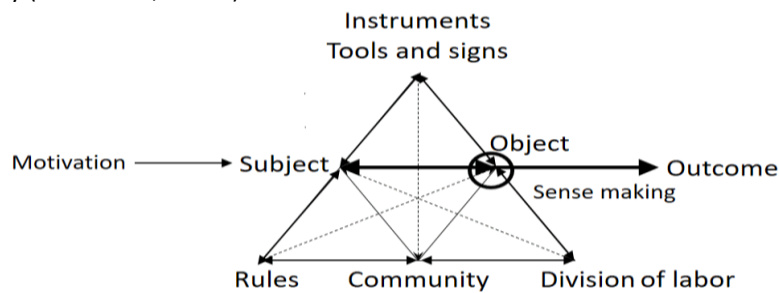 Instruments
Tools and signs
Object
Motivation
Subject
Outcome
Sense making
Rules
Community
Division of labor